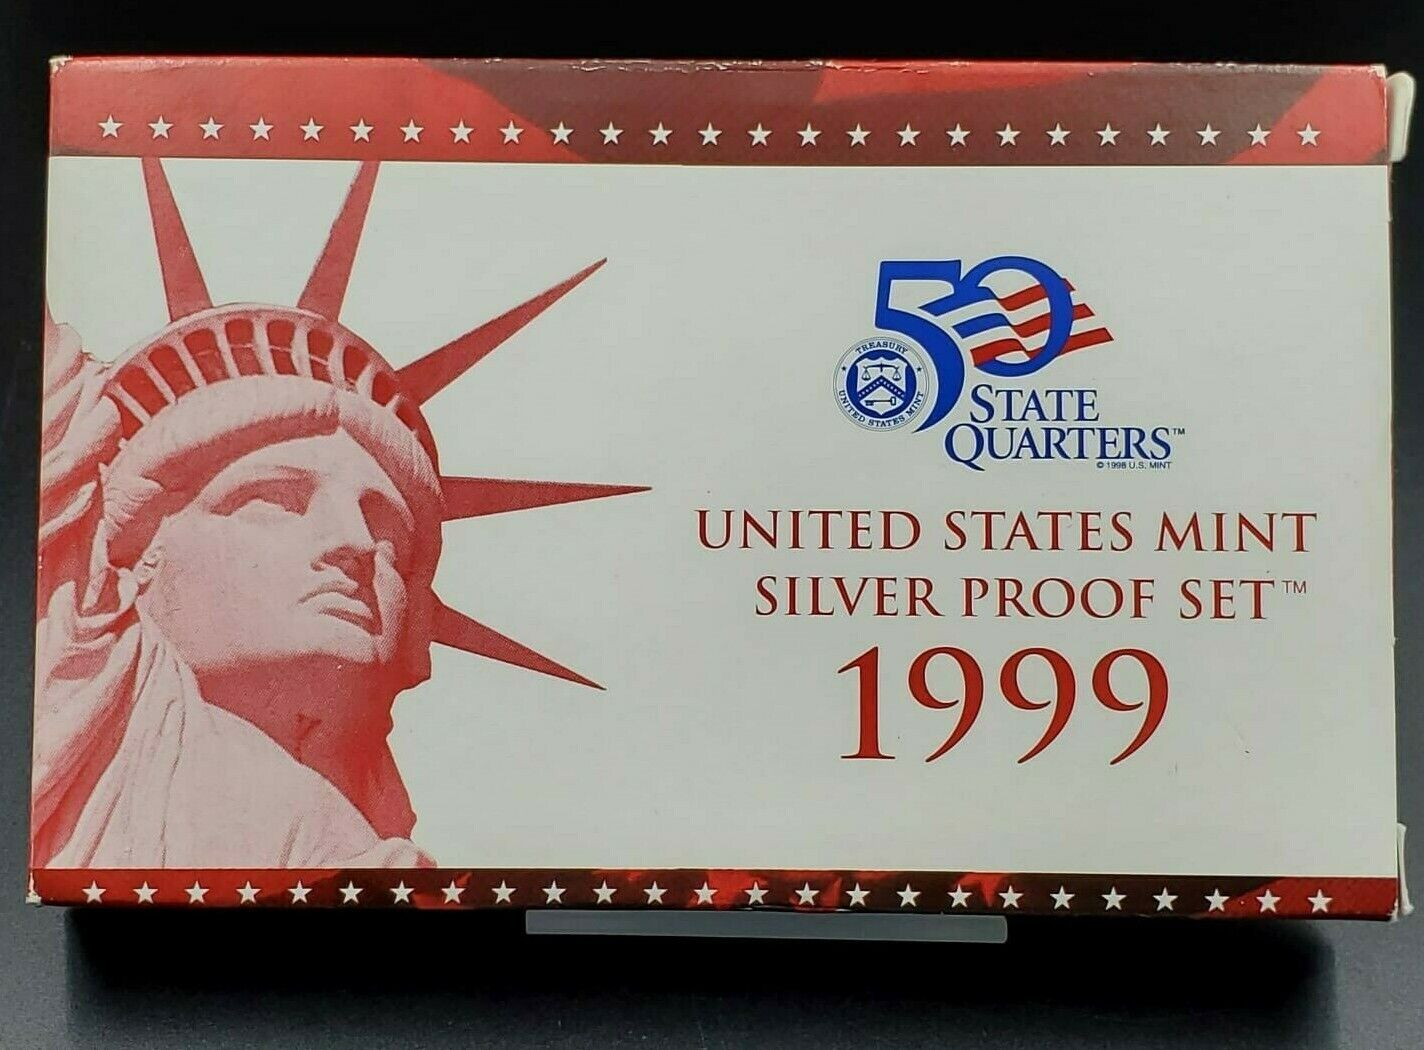 50
TREASURY
UNITED STATES MINT
STATE
QUARTERS™
© 1998 U.S. MINT
UNITED STATES MINT
SILVER PROOF SET™
1999